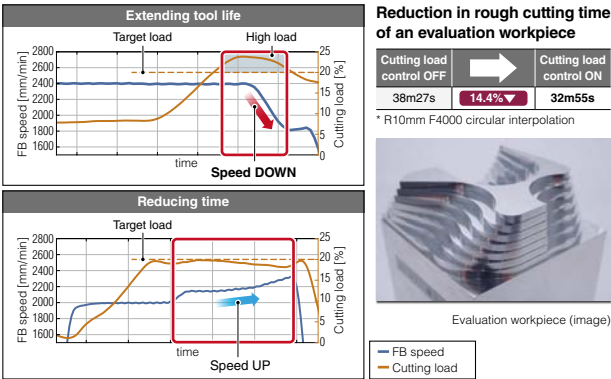 Extending tool life
Target load
High load
FB speed [mm/min]
2800
2600
2400
2200
2000
1800
1600
25
20
15
10
5
0
Cutting load [%]
time
Speed DOWN
Reducing time
Target load
FB speed [mm/min]
2800
2600
2400
2200
2000
1800
1600
25
20
15
10
5
0
Cutting load [%]
time
Speed UP
Reduction in rough cutting time
of an evaluation workpiece
Cutting load
control OFF
Cutting load
control ON
38m27s
14.4%▼
32m55s
* R10mm F4000 circular interpolation
Evaluation workpiece (image)
FB speed
Cutting load